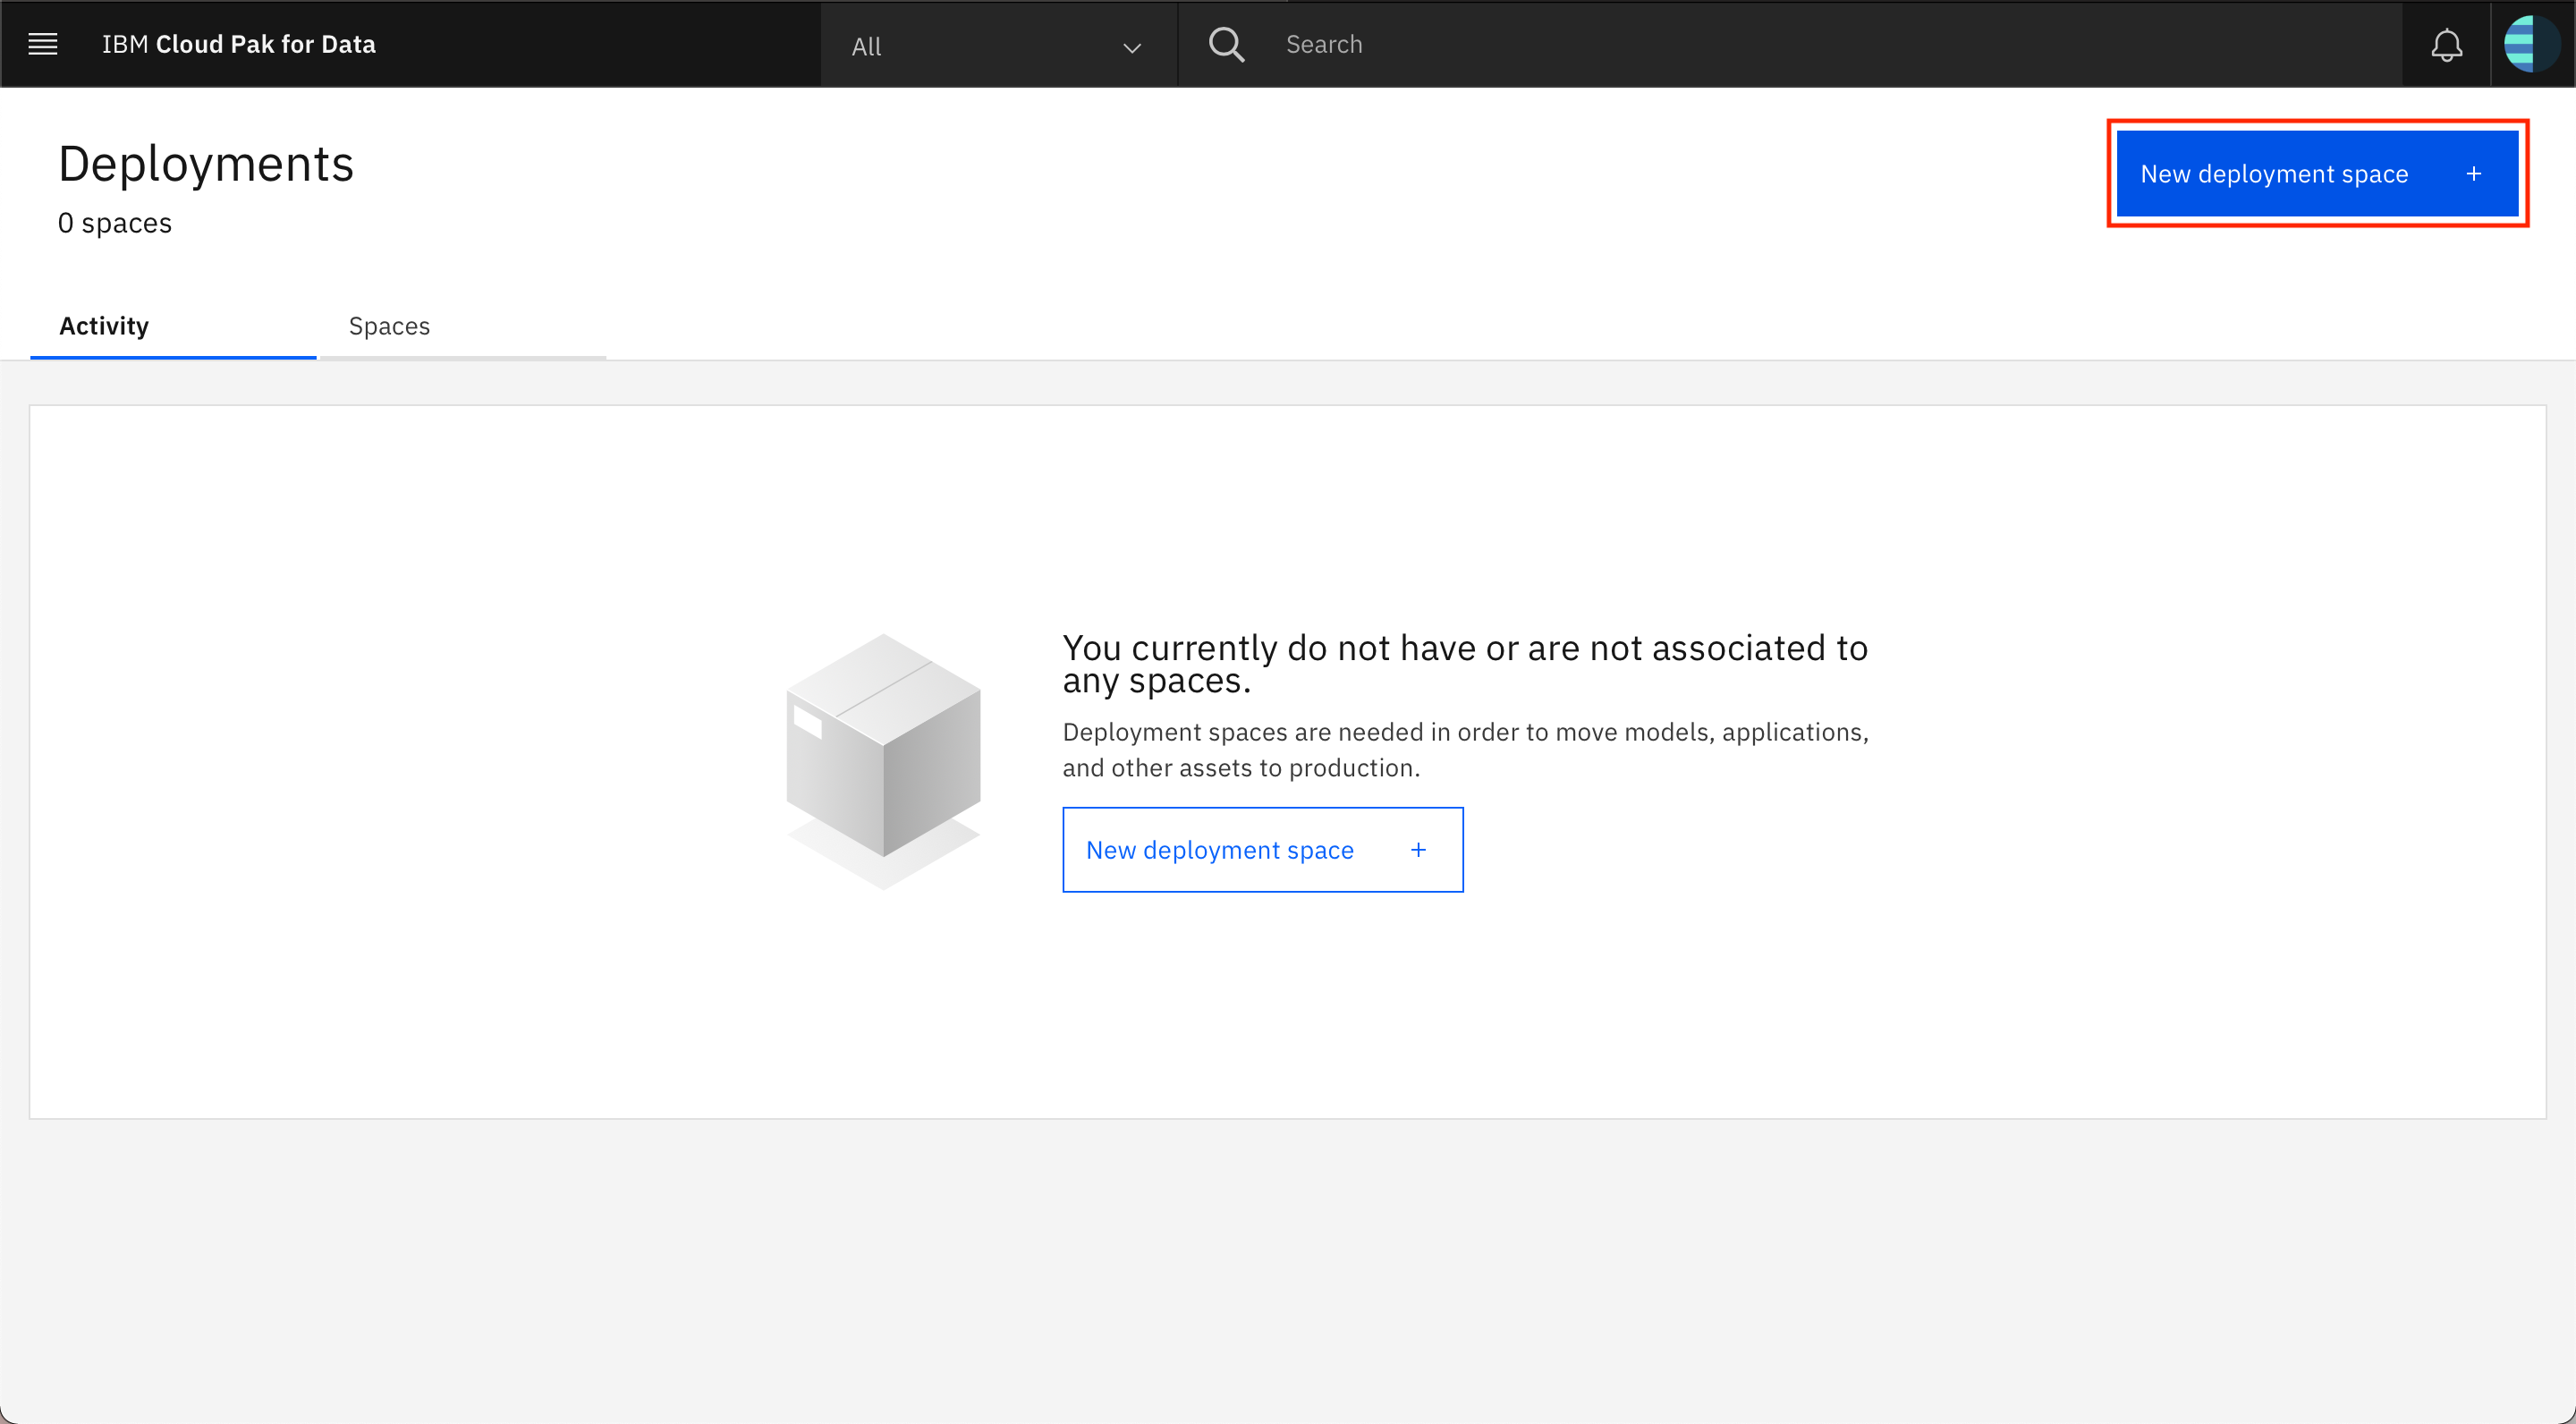 IBM Cloud Pak for Data
All
Search
Deployments
0 spaces
New deployment space +
Activity
Spaces
You currently do not have or are not associated to
any spaces.
Deployment spaces are needed in order to move models, applications,
and other assets to production.
New deployment space +